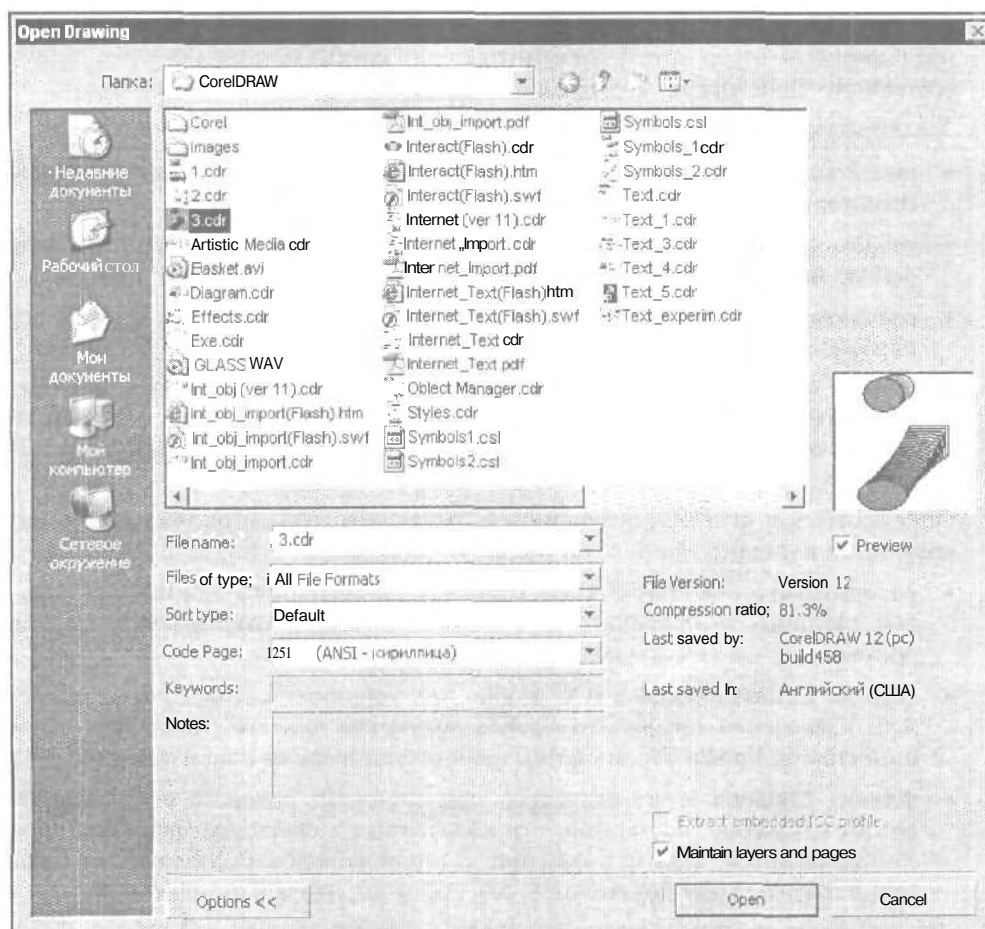 Open Drawing
Папка: CorelDRAW
Недавние
документы
Рабочий стол
Мои
документы
Мой
компьютер
Сетевое
окружение
Corel
Images
1.cdr
2.cdr
3.cdr
Artistic Media cdr
Basket.avi
Diagram.cdr
Effects.cdr
Exe.cdr
GLASS WAV
Int_obj (ver 11).cdr
Int_obj_import(Flash) htm
Int_obj_import(Flash).swf
Int_obj_import.cdr
Int_obj_import.pdf
Interact(Flash).cdr
Interact(Flash).htm
Interact(Flash).swf
Internet (ver 11).cdr
Internet „Import.cdr
Inter net_Import.pdf
Internet_Text(Flash)htm
Internet_Text(Flash).swf
Internet_Text cdr
Internet_Text pdf
Oblect Manager.cdr
Styles.cdr
Symbols1.csl
Symbols2.csl
Symbols.csl
Symbols_1cdr
Symbols_2.cdr
Text.cdr
Text_1.cdr
Text_3.cdr
Text_4.cdr
Text_5.cdr
Text_experim.cdr
Preview
File name: , 3.cdr
Files of type; i All File Formats
Sort type: Default
Code Page: 1251 (ANSI - кириллица)
Keywords:
Notes:
File Version: Version 12
Compression ratio; 81.3%
Last saved by: CorelDRAW 12 (pc)
build458
Last saved In: Английский (США)
Extract embedded ICC profile
Maintain layers and pages
Options <<
Open
Cancel